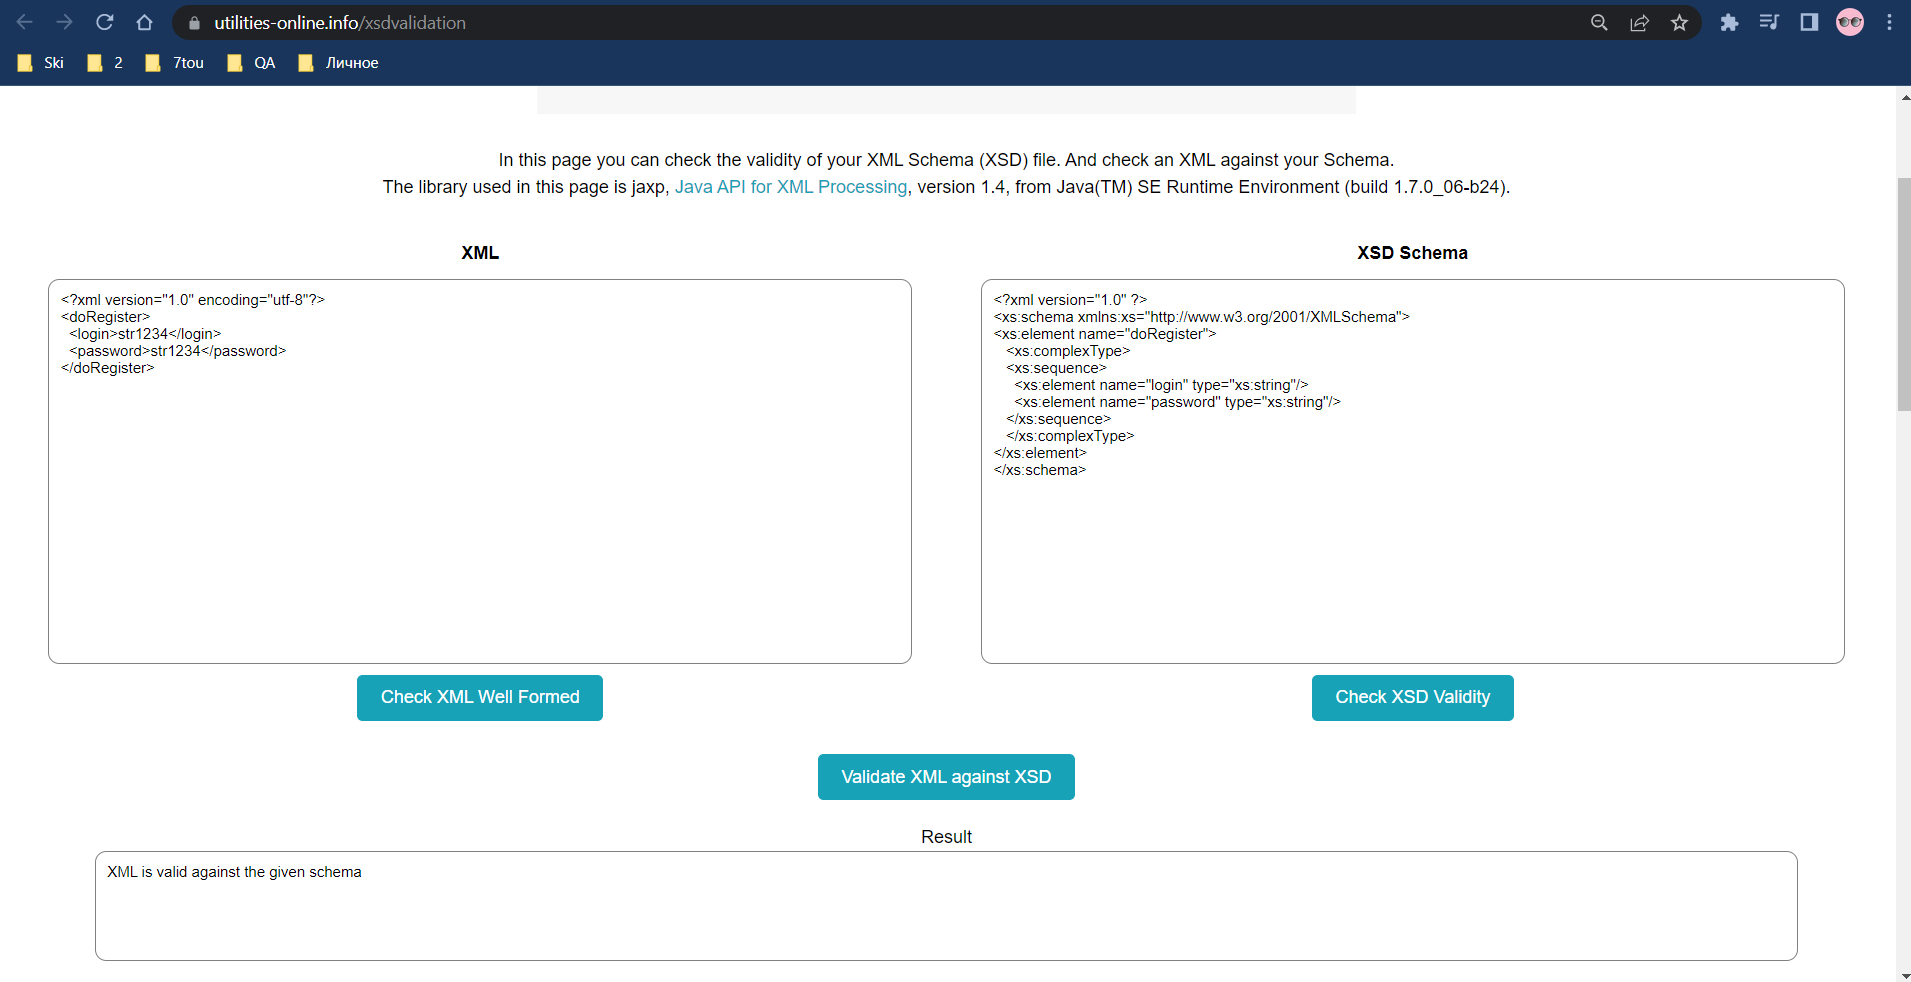 utilities-online.info/xsdvalidation
Ski 2 7tou QA Личное
In this page you can check the validity of your XML Schema (XSD) file. And check an XML against your Schema.
The library used in this page is jaxp, Java API for XML Processing, version 1.4, from Java(TM) SE Runtime Environment (build 1.7.0_06-b24).
XML
<?xml version="1.0" encoding="utf-8"?>
<doRegister>
  <login>str1234</login>
  <password>str1234</password>
</doRegister>
Check XML Well Formed
XSD Schema
<?xml version="1.0" ?>
<xs:schema xmlns:xs="http://www.w3.org/2001/XMLSchema">
<xs:element name="doRegister">
   <xs:complexType>
   <xs:sequence>
     <xs:element name="login" type="xs:string"/>
     <xs:element name="password" type="xs:string"/>
   </xs:sequence>
   </xs:complexType>
</xs:element>
</xs:schema>
Check XSD Validity
Validate XML against XSD
Result
XML is valid against the given schema